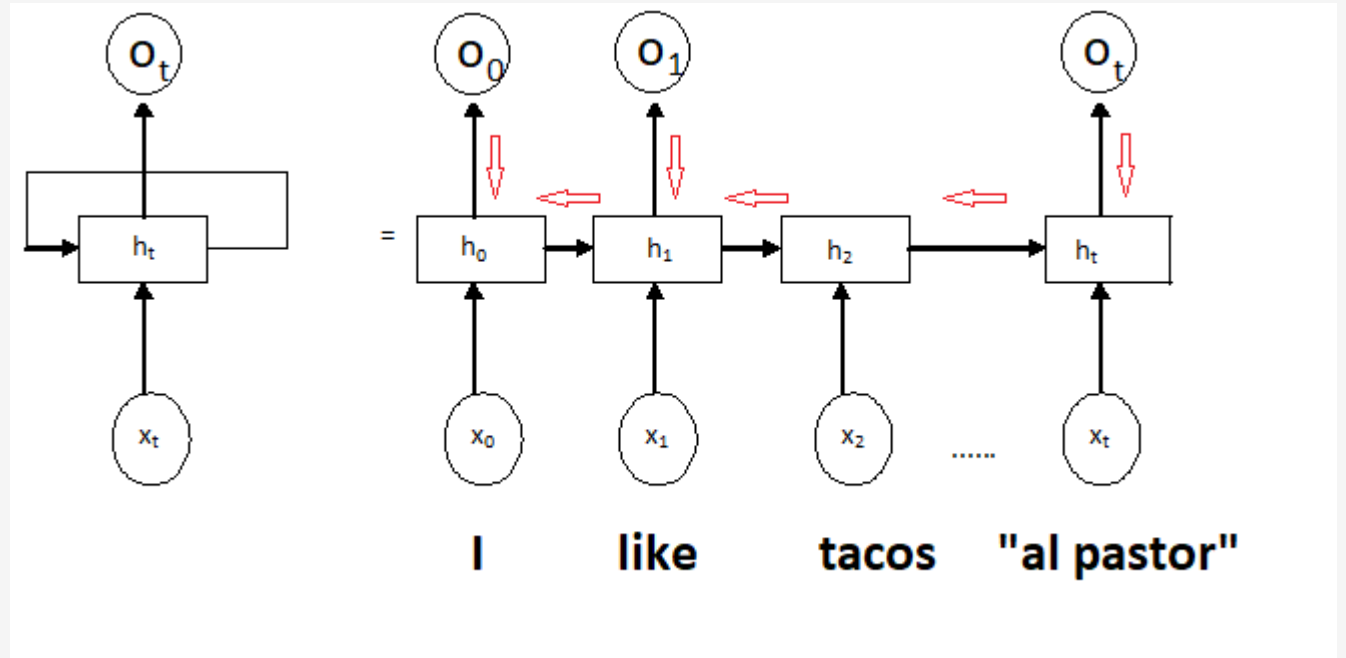 Oₜ O₀ O₁ Oₜ
hₜ = h₀ h₁ h₂ hₜ
xₜ x₀ x₁ x₂ ...... xₜ
I like tacos "al pastor"